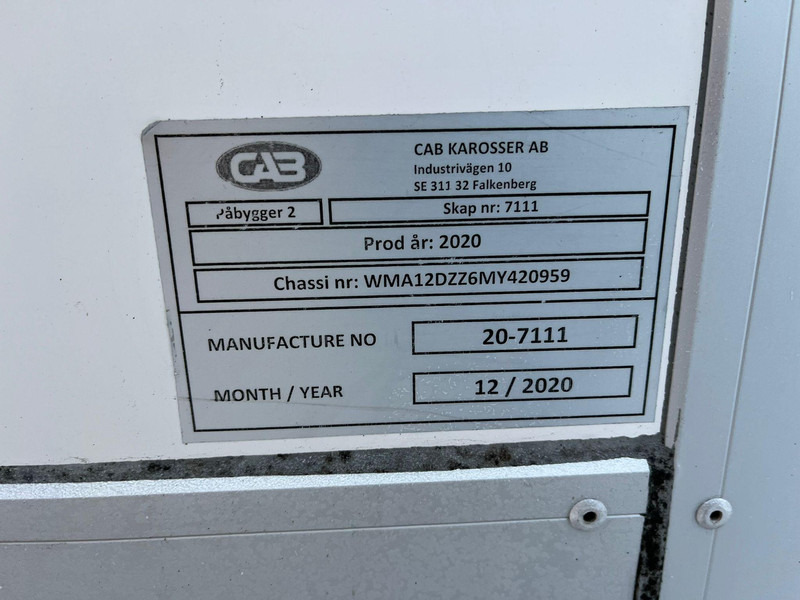 CAB
CAB KAROSSER AB
Industrivägen 10
SE 311 32 Falkenberg
Påbygger 2
Skap nr: 7111
Prod år: 2020
Chassi nr: WMA12DZZ6MY420959
MANUFACTURE NO
20-7111
MONTH / YEAR
12 / 2020